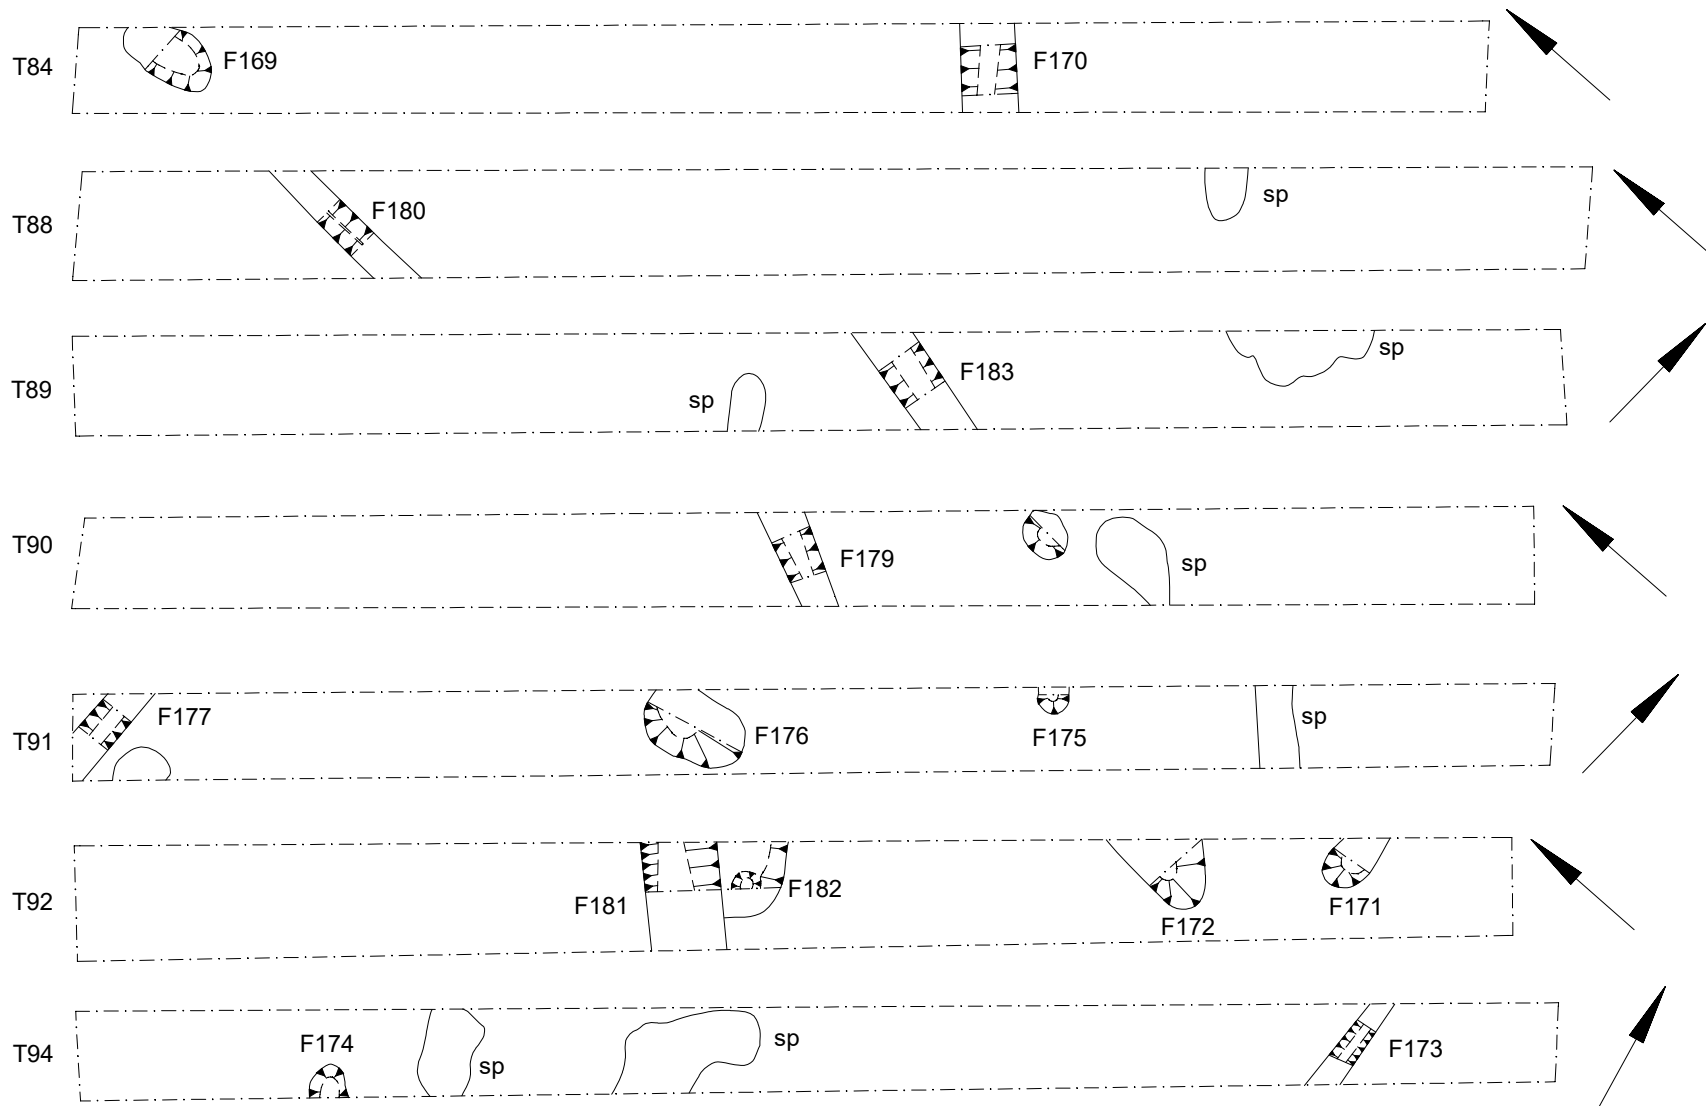 T84 F169 F170
T88 F180 sp
T89 sp F183 sp
T90 F179 sp
T91 F177 F176 F175 sp
T92 F181 F182 F172 F171
T94 F174 sp sp F173